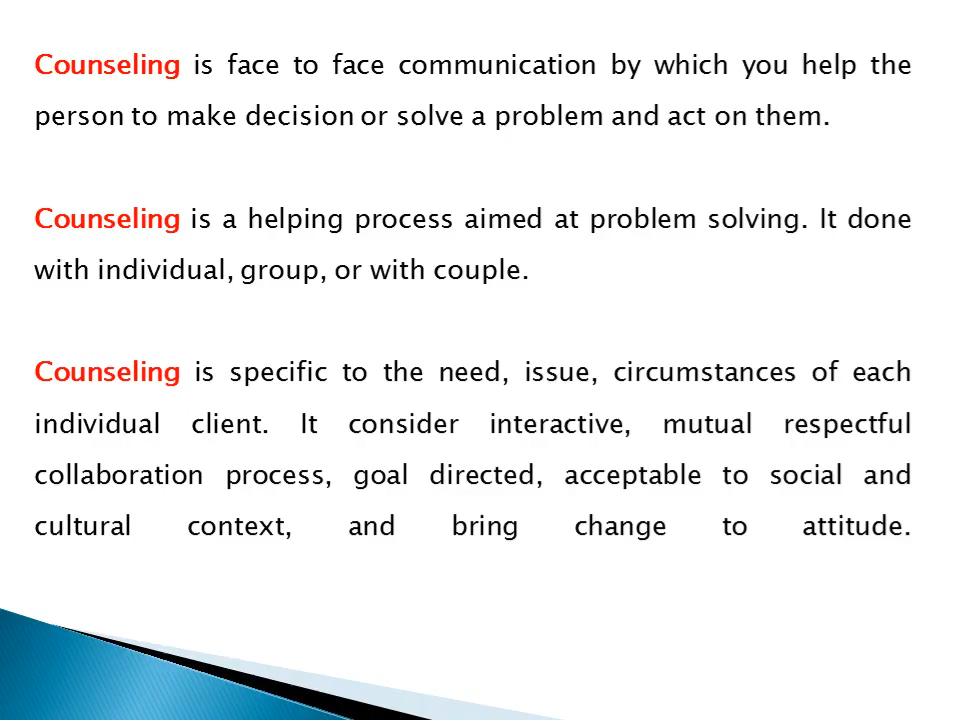 Counseling is face to face communication by which you help the
person to make decision or solve a problem and act on them.
Counseling is a helping process aimed at problem solving. It done
with individual, group, or with couple.
Counseling is specific to the need, issue, circumstances of each
individual client. It consider interactive, mutual respectful
collaboration process, goal directed, acceptable to social and
cultural context, and bring change to attitude.